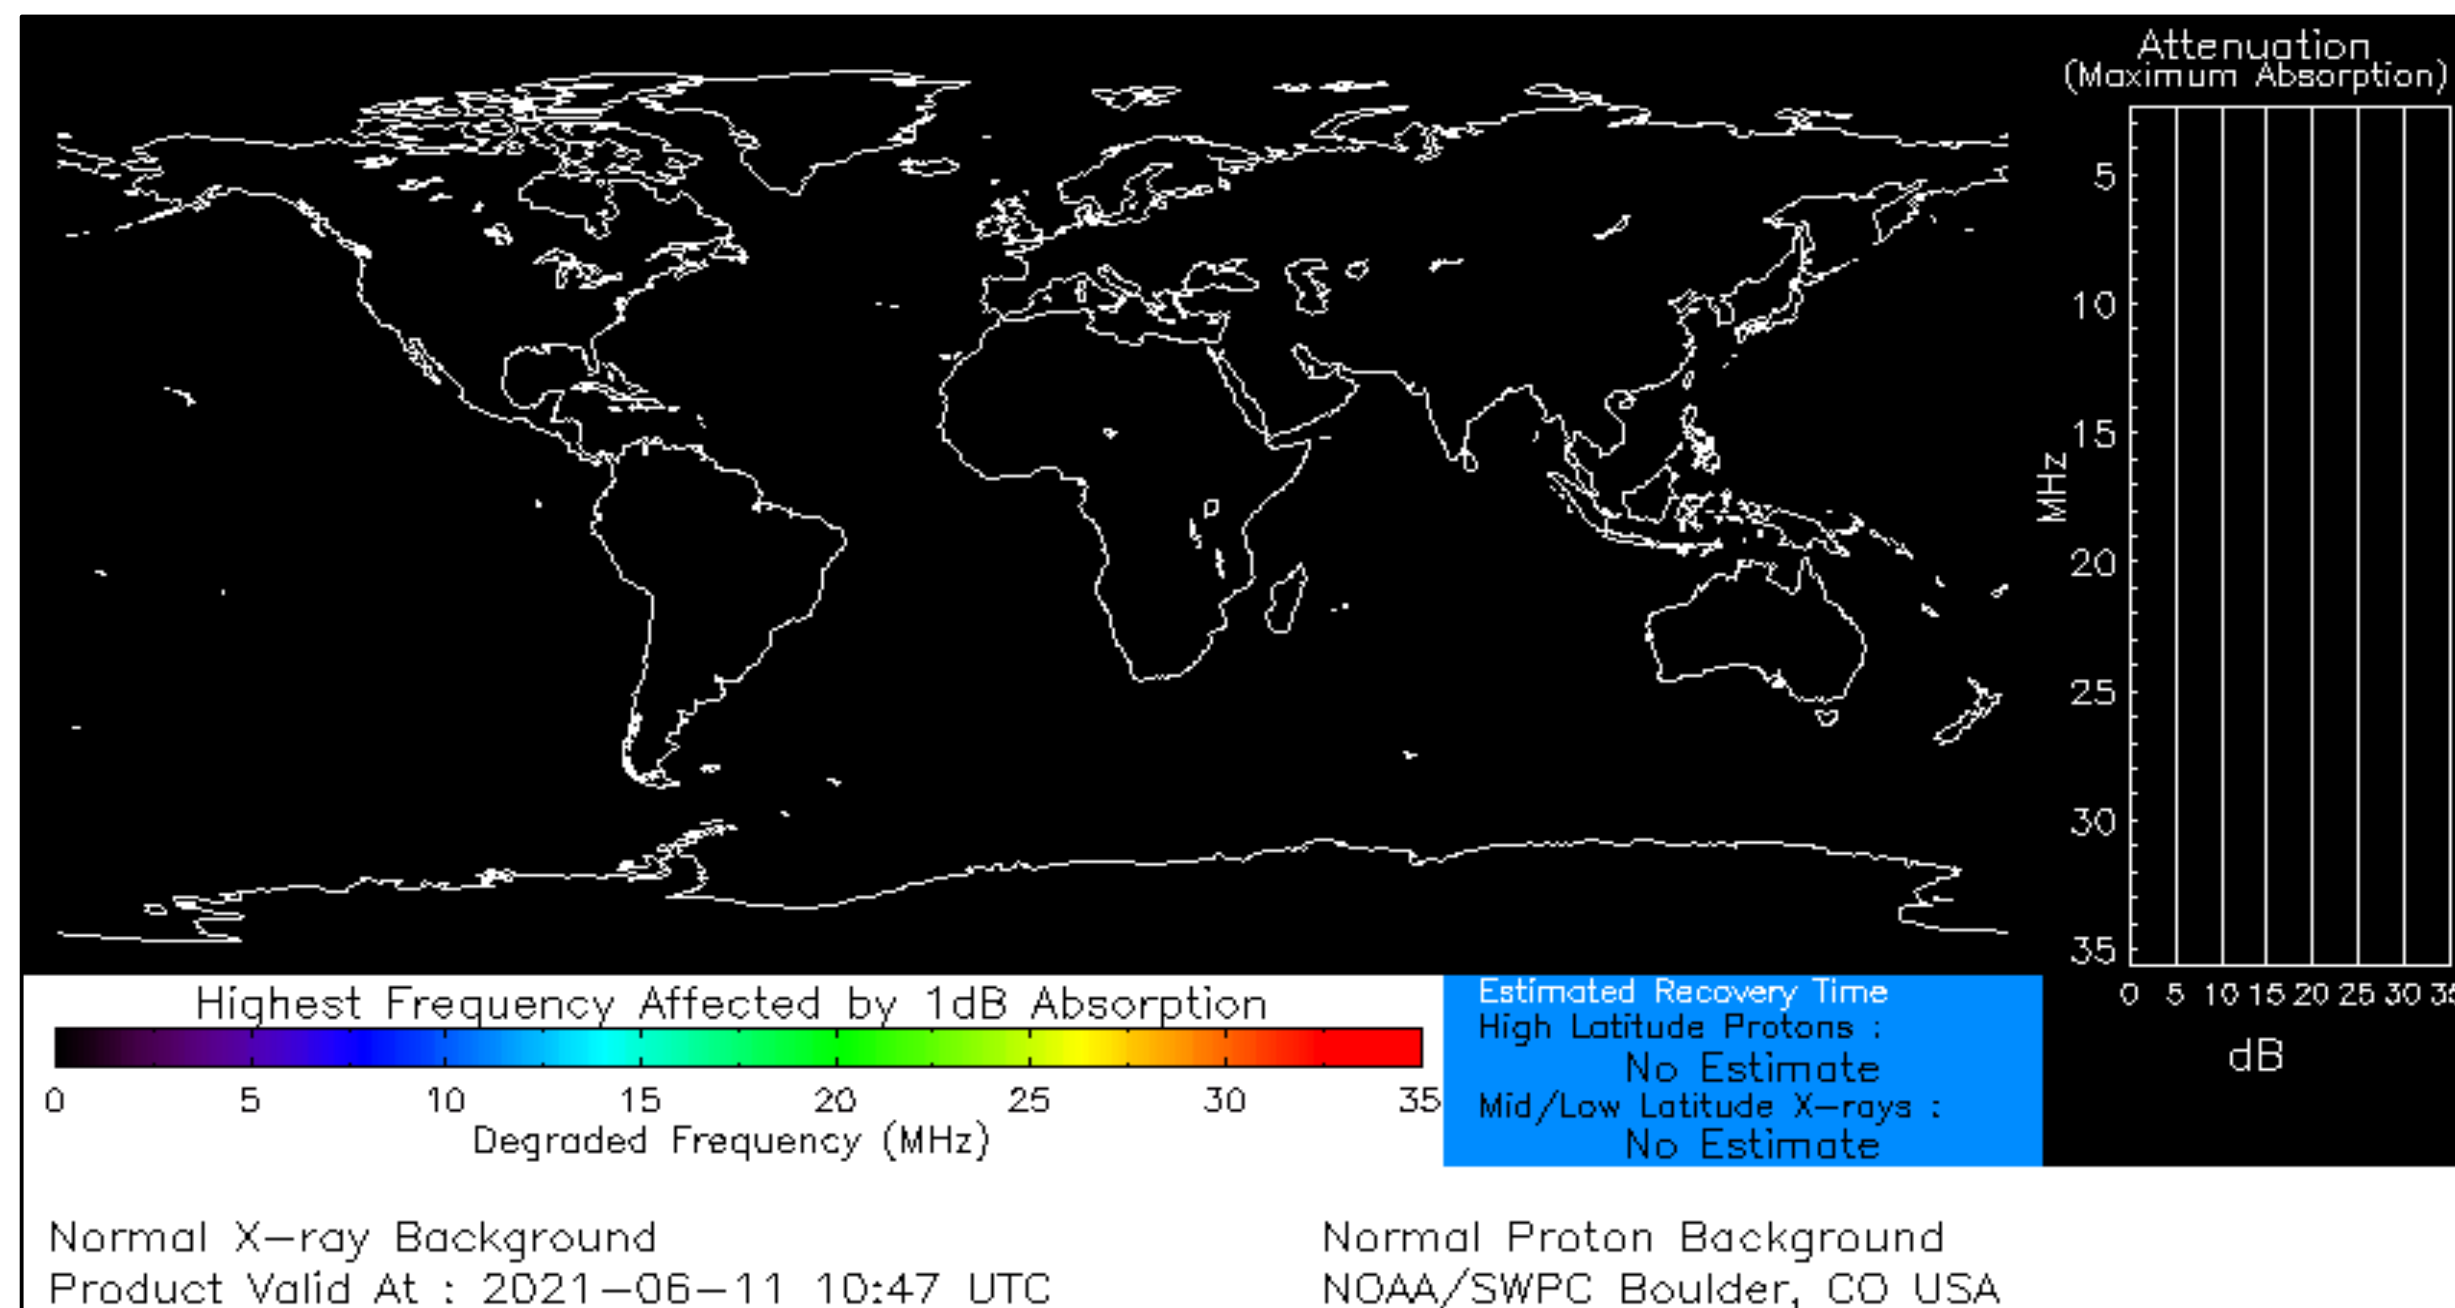 Attenuation
(Maximum Absorption)
5
10
15
20
25
30
35
MHz
0 5 10 15 20 25 30
dB
Highest Frequency Affected by 1dB Absorption
0 5 10 15 20 25 30 35
Degraded Frequency (MHz)
Estimated Recovery Time
High Latitude Protons :
No Estimate
Mid/Low Latitude X-rays :
No Estimate
Normal X-ray Background
Product Valid At : 2021-06-11 10:47 UTC
Normal Proton Background
NOAA/SWPC Boulder, CO USA